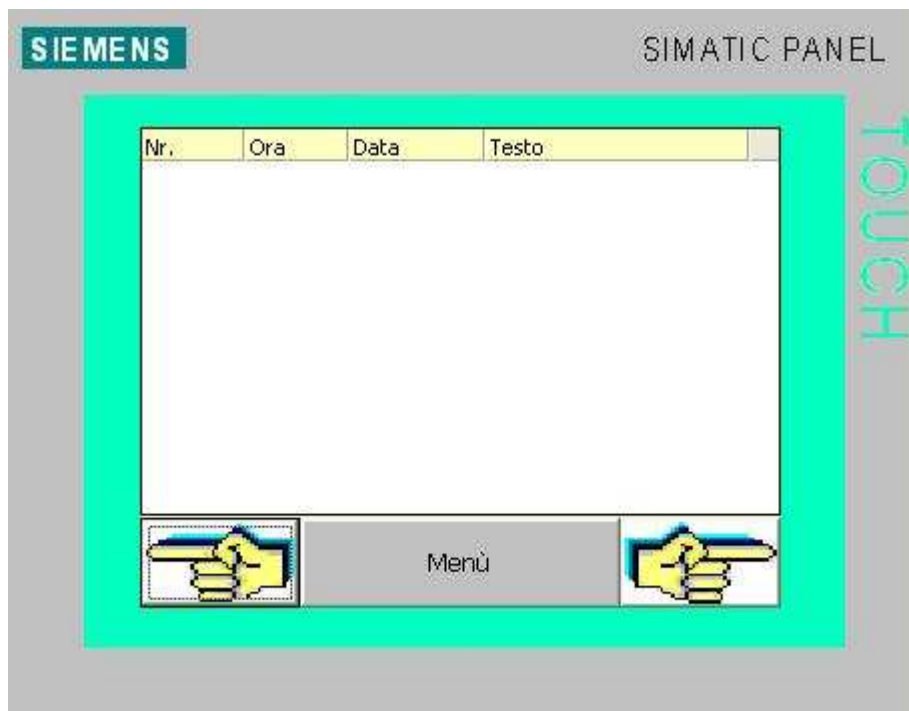 SIEMENS
SIMATIC PANEL
TOUCH
Nr. Ora Data Testo
Menù